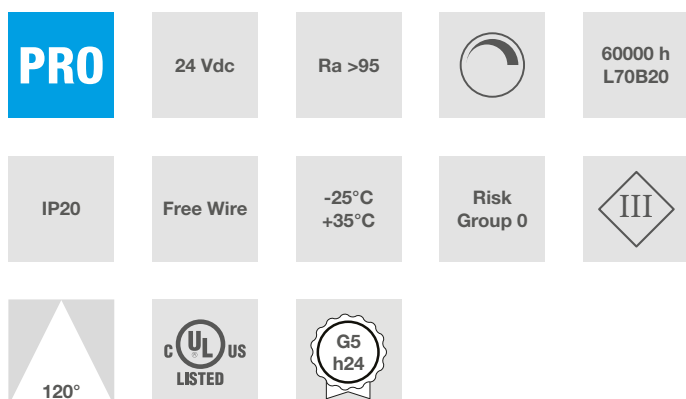 PRO
24 Vdc
Ra >95
60000 h
L70B20
IP20
Free Wire
-25°C
+35°C
Risk
Group 0
III
120°
C UL US
®
LISTED
G5
h24